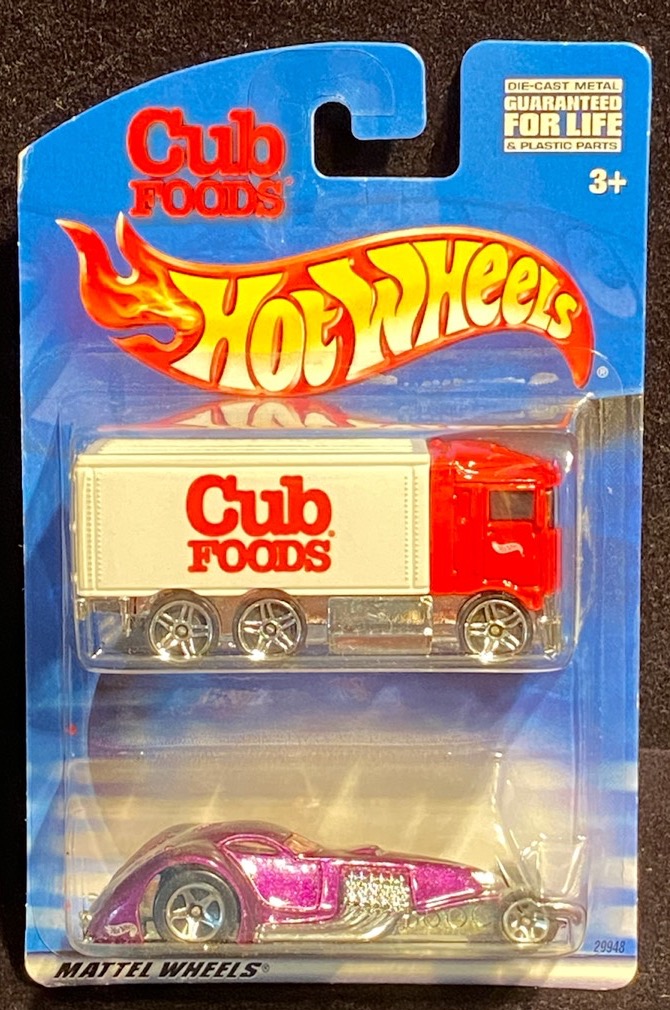 Cub
FOODS®
DIE-CAST METAL
GUARANTEED
FOR LIFE
& PLASTIC PARTS
3+
HOT WHEELS
®
Cub
FOODS®
29948
MATTEL WHEELS®